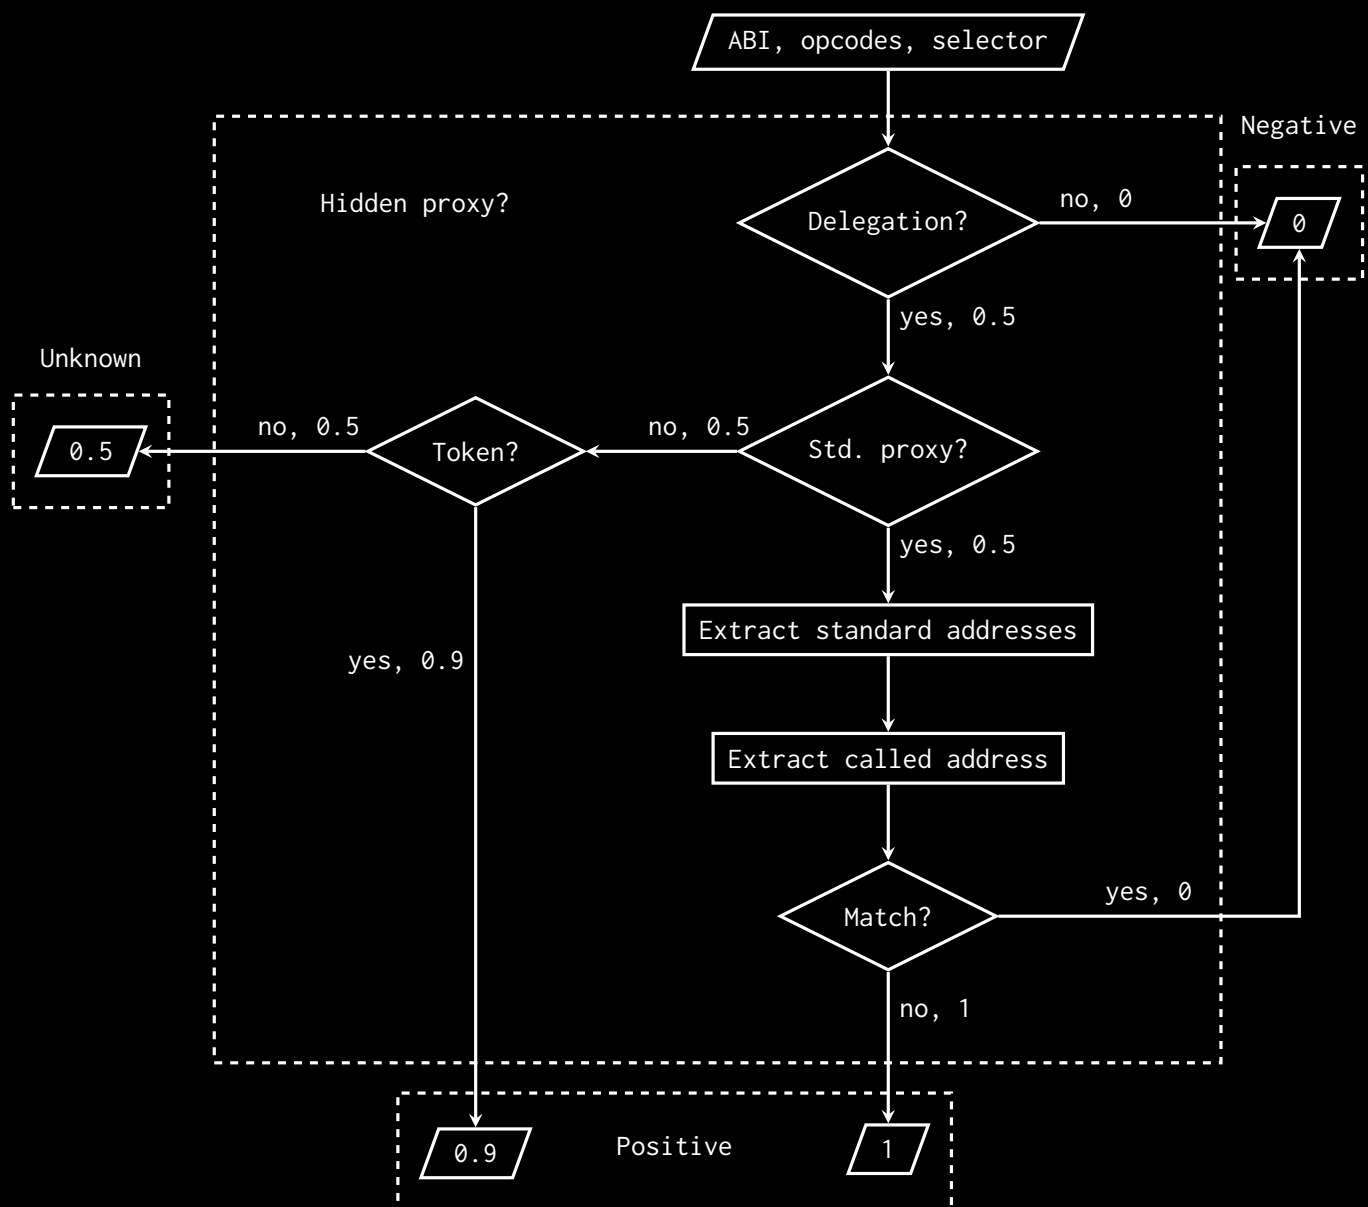 ABI, opcodes, selector
Negative
Hidden proxy?
Delegation?
no, 0
0
yes, 0.5
Unknown
0.5
no, 0.5
Token?
no, 0.5
Std. proxy?
yes, 0.5
Extract standard addresses
yes, 0.9
Extract called address
Match?
yes, 0
no, 1
0.9
Positive
1